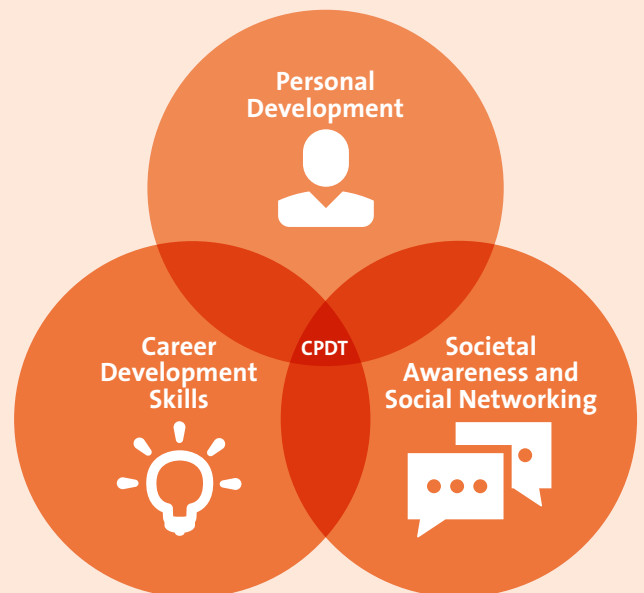 Personal
Development
Career
Development
Skills
CPDT
Societal
Awareness and
Social Networking